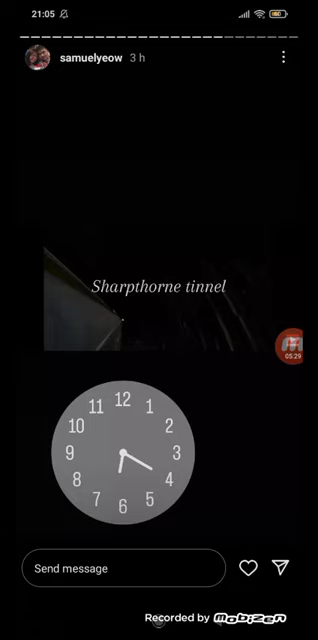 21:05
samuelyeow 3 h
Sharpthorne tinnel
05:29
12
11 1
10 2
9 3
8 4
7 5
6
Send message
Recorded by mobizen